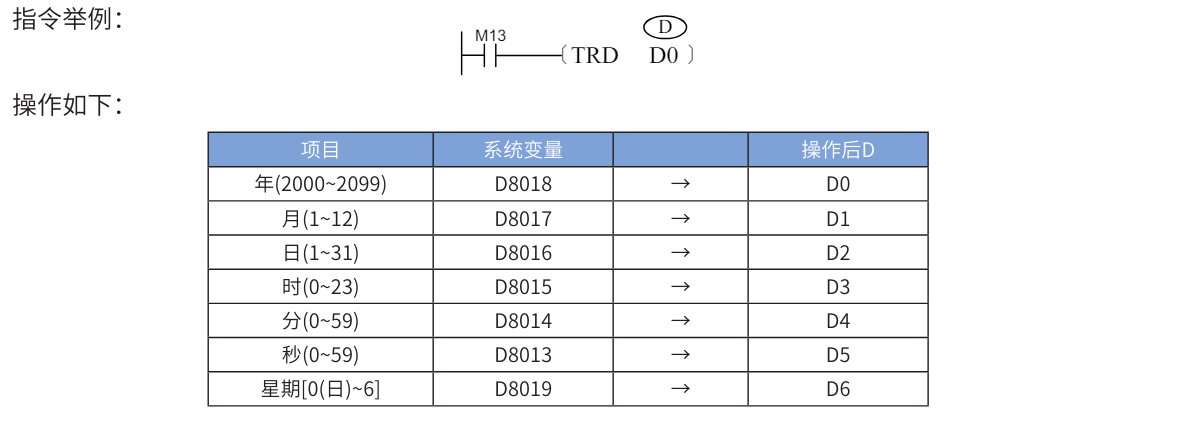 指令举例：
D
M13
〔 TRD D0 〕
操作如下：
项目 系统变量 操作后D
年(2000~2099) D8018 → D0
月(1~12) D8017 → D1
日(1~31) D8016 → D2
时(0~23) D8015 → D3
分(0~59) D8014 → D4
秒(0~59) D8013 → D5
星期[0(日)~6] D8019 → D6